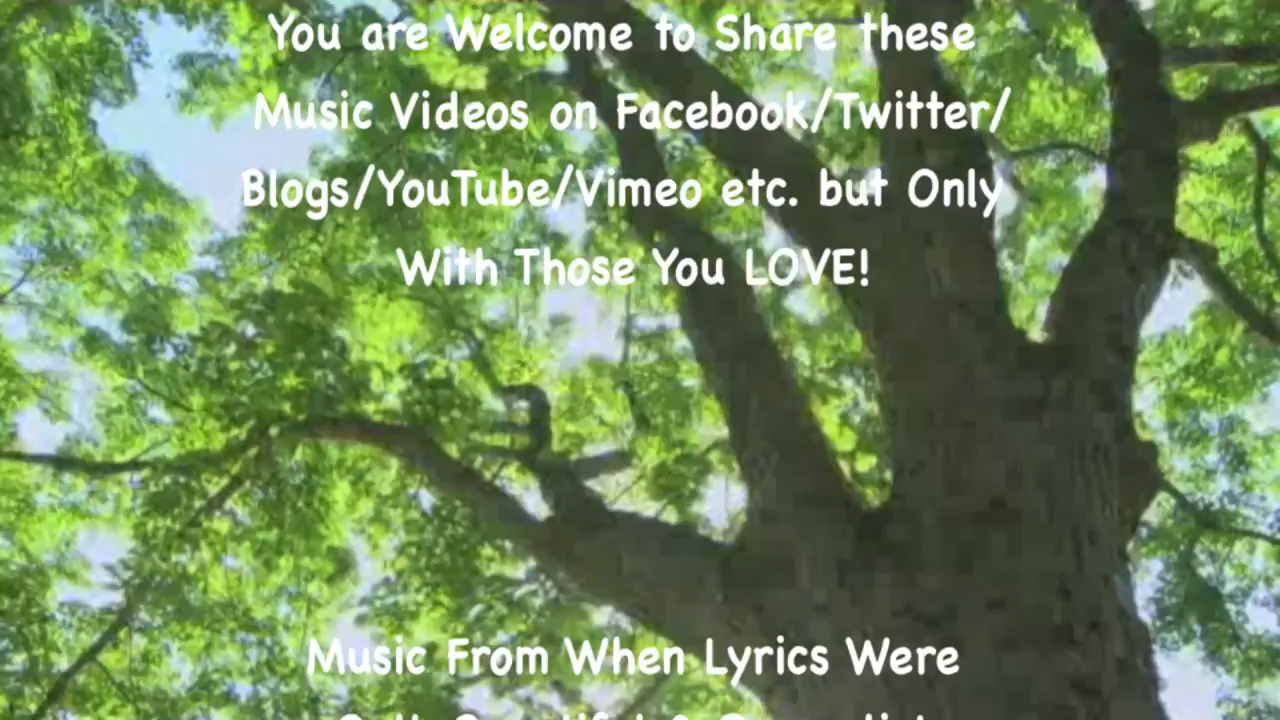 You are Welcome to Share these
Music Videos on Facebook/Twitter/
Blogs/YouTube/Vimeo etc. but Only
With Those You LOVE!
Music From When Lyrics Were